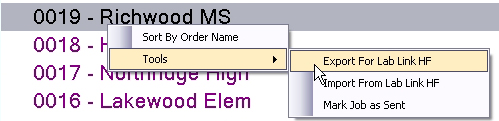 0019 - Richwood MS
Sort By Order Name
0018 - H
Tools
Export For Lab Link HF
0017 - Northridge High
Import From Lab Link HF
0016 - Lakewood Elem
Mark Job as Sent